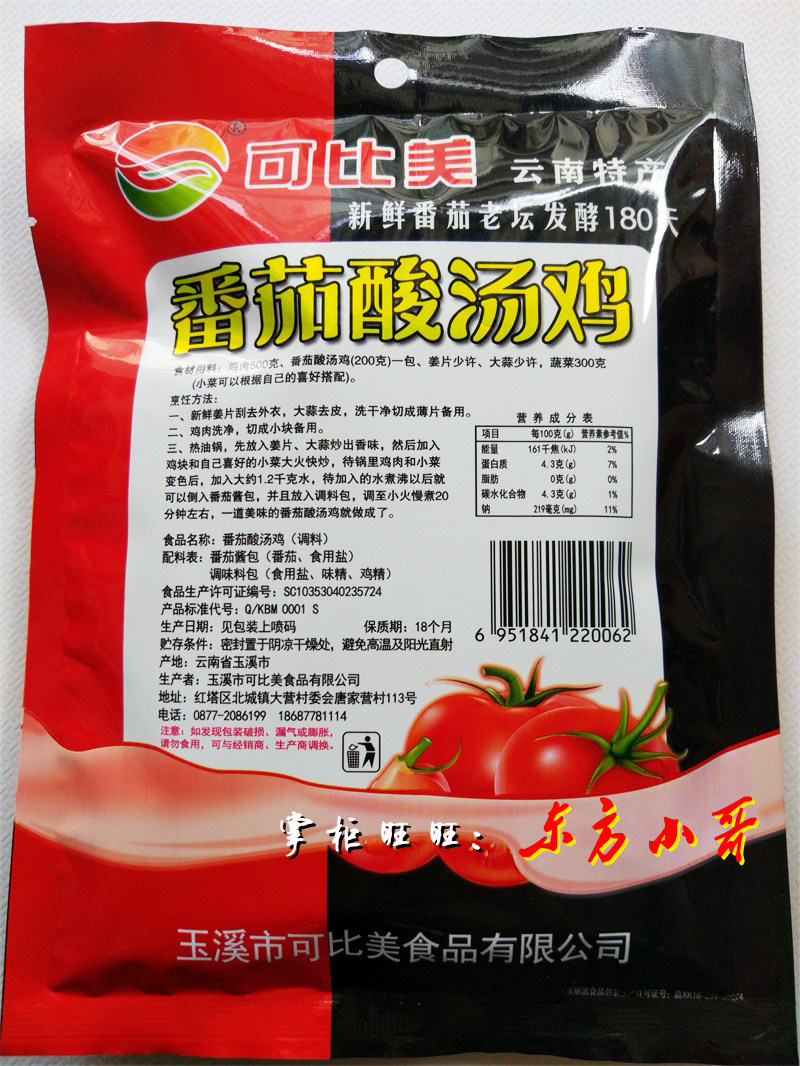 ®
可比美 云南特产
新鲜番茄老坛发酵180天
番茄酸汤鸡
食材用料：鸡肉500克、番茄酸汤鸡(200克)一包、姜片少许、大蒜少许，蔬菜300克
(小菜可以根据自己的喜好搭配)。
烹饪方法：
一、新鲜姜片刮去外衣，大蒜去皮，洗干净切成薄片备用。
二、鸡肉洗净，切成小块备用。
三、热油锅，先放入姜片、大蒜炒出香味，然后加入
鸡块和自己喜好的小菜大火快炒，待锅里鸡肉和小菜
变色后，加入大约1.2千克水，待加入的水煮沸以后就
可以倒入番茄酱包，并且放入调料包，调至小火慢煮20
分钟左右，一道美味的番茄酸汤鸡就做成了。
营养成分表
项目 每100克(g) 营养素参考值%
能量 161千焦(kJ) 2%
蛋白质 4.3克(g) 7%
脂肪 0克(g) 0%
碳水化合物 4.3克(g) 1%
钠 219毫克(mg) 11%
食品名称：番茄酸汤鸡（调料）
配料表：番茄酱包（番茄、食用盐）
调味料包（食用盐、味精、鸡精）
食品生产许可证编号：SC10353040235724
产品标准代号：Q/KBM 0001 S
生产日期：见包装上喷码 保质期：18个月
贮存条件：密封置于阴凉干燥处，避免高温及阳光直射
产地：云南省玉溪市
生产者：玉溪市可比美食品有限公司
地址：红塔区北城镇大营村委会唐家营村113号
电话：0877-2086199 18687781114
注意：如发现包装破损、漏气或膨胀，
请勿食用，可与经销商、生产商调换。
6 951841 220062
掌柜旺旺：东方小哥
玉溪市可比美食品有限公司